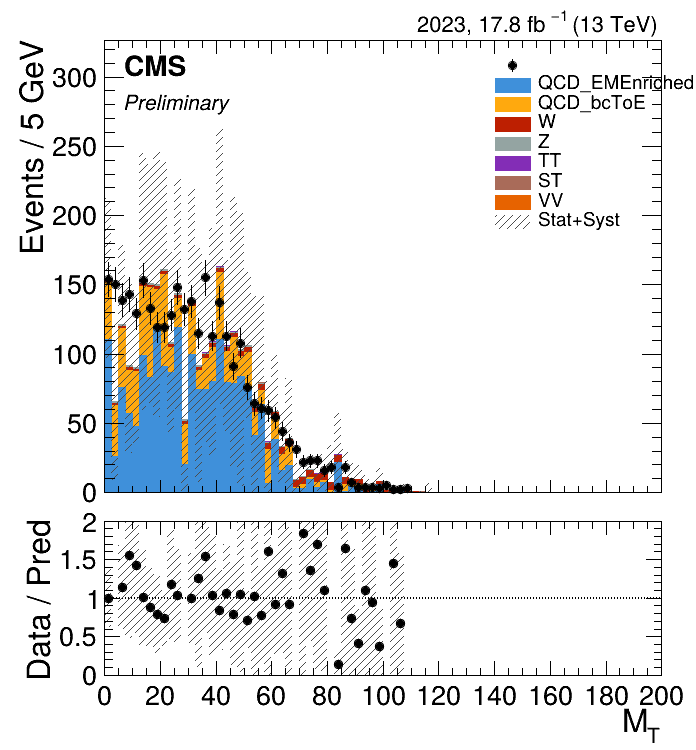 2023, 17.8 fb⁻¹ (13 TeV)
CMS
Preliminary
QCD_EMEnriched
QCD_bcToE
W
Z
TT
ST
VV
Stat+Syst
Events / 5 GeV
300
250
200
150
100
50
0
Data / Pred
2
1.5
1
0.5
0
0 20 40 60 80 100 120 140 160 180 200
M_T